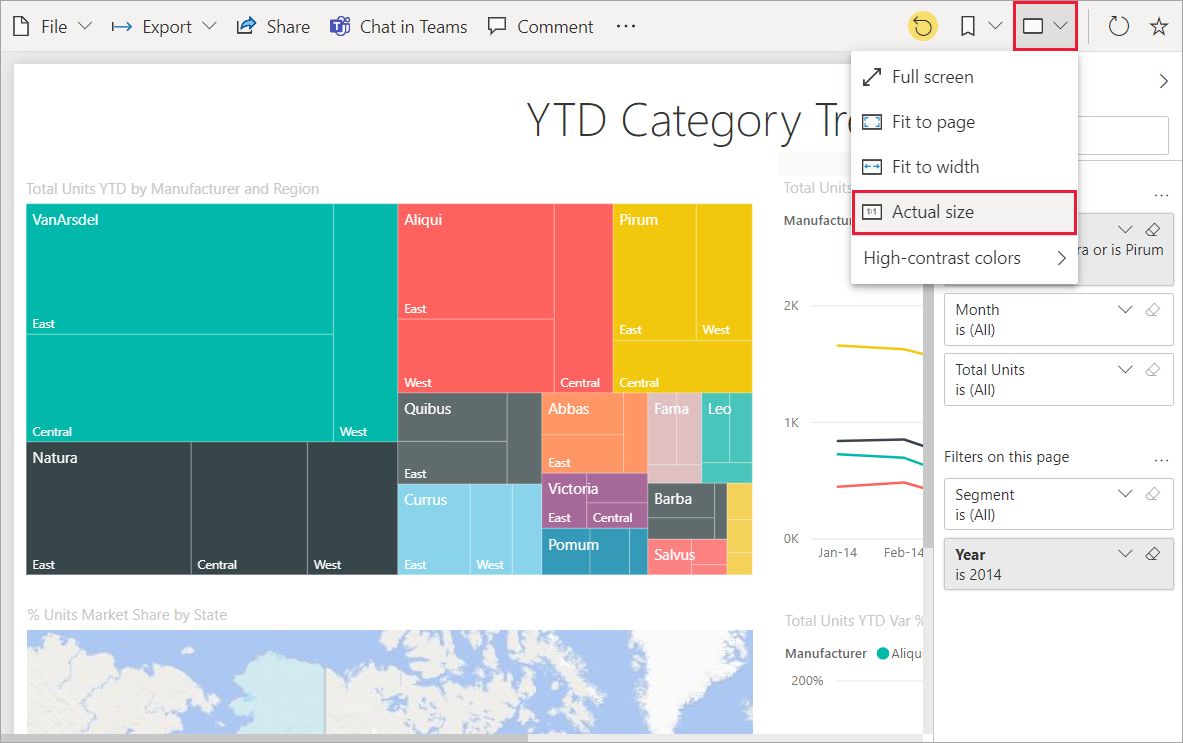 File Export Share Chat in Teams Comment ...
Full screen
Fit to page
Fit to width
1:1 Actual size
High-contrast colors
YTD Category Tre
Total Units YTD by Manufacturer and Region
VanArsdel
East
Central
West
Natura
East
Central
West
Aliqui
East
West
Central
Pirum
East
West
Central
Quibus
East
Currus
East
West
Abbas
East
Victoria
East
Central
Pomum
Fama
Leo
Barba
Salvus
Total Units
Manufactur
2K
1K
0K
Jan-14
Feb-14
...
ra or is Pirum
Month
is (All)
Total Units
is (All)
Filters on this page ...
Segment
is (All)
Year
is 2014
% Units Market Share by State
Total Units YTD Var %
Manufacturer Aliqu
200%